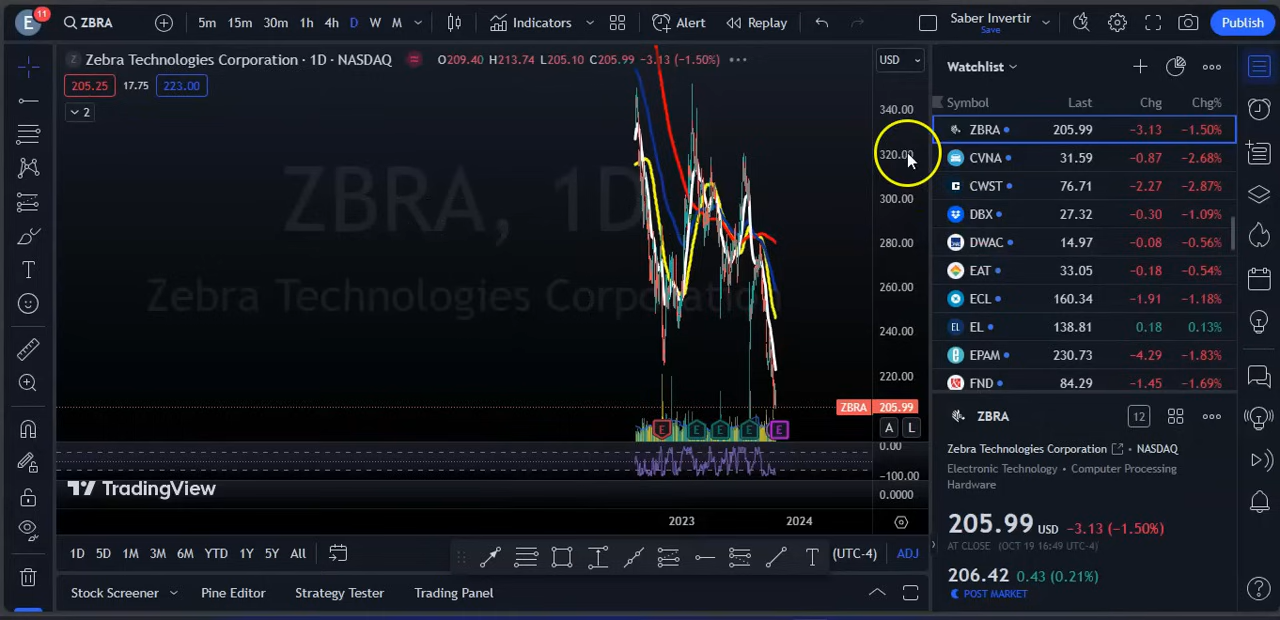 E 11 ZBRA 5m 15m 30m 1h 4h D W M Indicators Alert Replay Saber Invertir Save Publish
Z Zebra Technologies Corporation · 1D · NASDAQ O209.40 H213.74 L205.10 C205.99 −3.13 (−1.50%) USD
205.25 17.75 223.00
2
ZBRA, 1D
Zebra Technologies Corporation
340.00
320.00
300.00
280.00
260.00
240.00
220.00
ZBRA 205.99
E E E E E A L
0.00
−100.00
0.0000
TradingView
2023 2024
1D 5D 1M 3M 6M YTD 1Y 5Y All (UTC-4) ADJ
Stock Screener Pine Editor Strategy Tester Trading Panel
Watchlist
Symbol Last Chg Chg%
ZBRA 205.99 −3.13 −1.50%
CVNA 31.59 −0.87 −2.68%
CWST 76.71 −2.27 −2.87%
DBX 27.32 −0.30 −1.09%
DWAC 14.97 −0.08 −0.56%
EAT 33.05 −0.18 −0.54%
ECL 160.34 −1.91 −1.18%
EL EL 138.81 0.18 0.13%
EPAM 230.73 −4.29 −1.83%
FND 84.29 −1.45 −1.69%
ZBRA 12
Zebra Technologies Corporation • NASDAQ
Electronic Technology • Computer Processing
Hardware
205.99 USD −3.13 (−1.50%)
AT CLOSE (OCT 19 16:49 UTC-4)
206.42 0.43 (0.21%)
POST MARKET